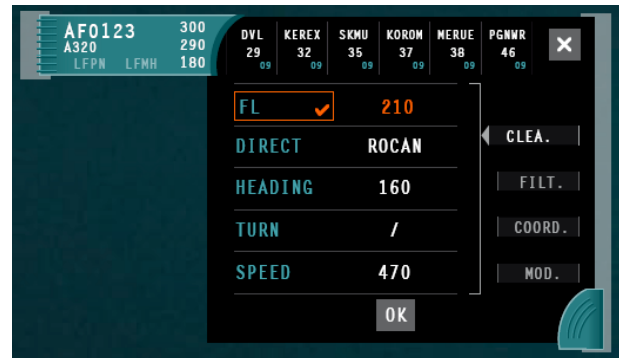 AF0123 300
A320 290
LFPN LFMH 180
DVL KEREX SKMU KOROM MERUE PGNWR
29 32 35 37 38 46
09 09 09 09 09 09
FL 210
DIRECT ROCAN
HEADING 160
TURN /
SPEED 470
OK
CLEA.
FILT.
COORD.
MOD.